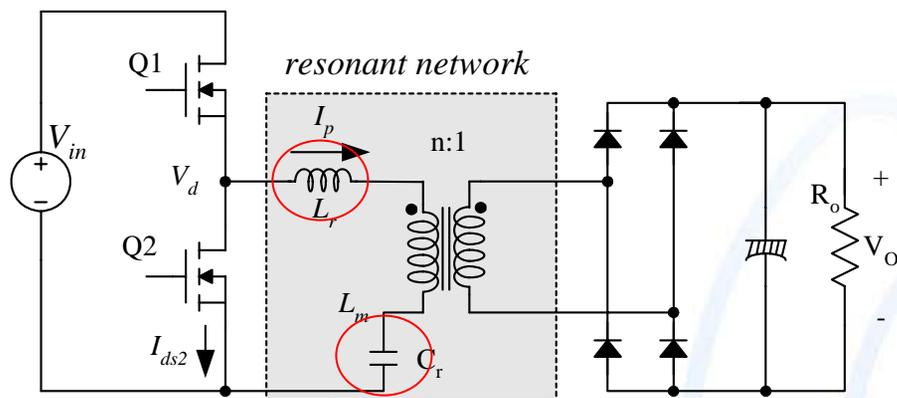 resonant network
Q1
I_p
n:1
V_in
+
-
V_d
L_r
R_o
+
V_O
-
Q2
L_m
I_ds2
C_r